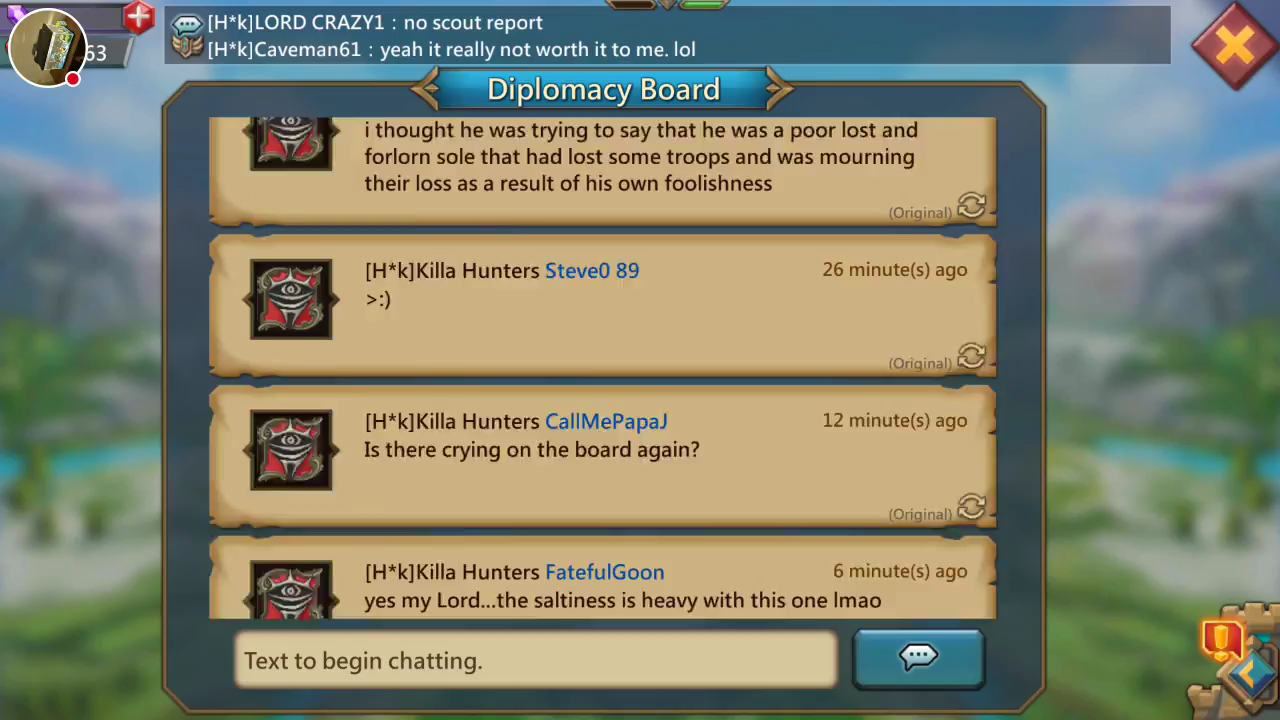 [H*k]LORD CRAZY1 : no scout report
[H*k]Caveman61 : yeah it really not worth it to me. lol
63
Diplomacy Board
i thought he was trying to say that he was a poor lost and
forlorn sole that had lost some troops and was mourning
their loss as a result of his own foolishness
(Original)
[H*k]Killa Hunters Steve0 89
26 minute(s) ago
>:)
(Original)
[H*k]Killa Hunters CallMePapaJ
12 minute(s) ago
Is there crying on the board again?
(Original)
[H*k]Killa Hunters FatefulGoon
6 minute(s) ago
yes my Lord...the saltiness is heavy with this one lmao
Text to begin chatting.